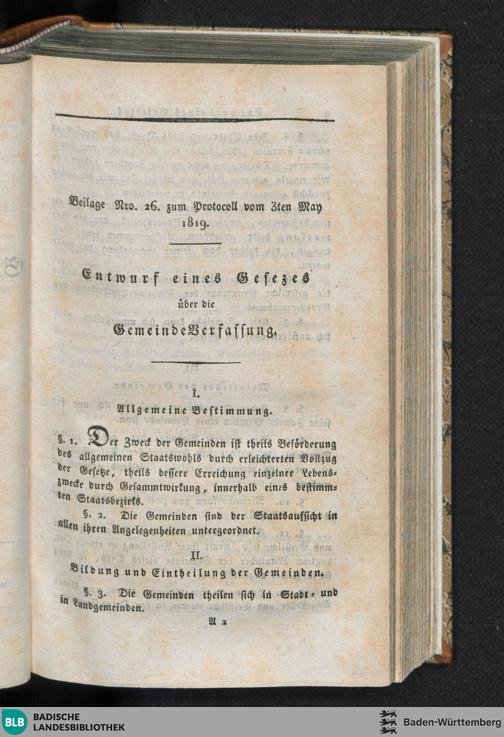 Beilage Nro. 26. zum Protocoll vom 3ten May
1819.
Entwurf eines Gesezes
über die
GemeindeVerfassung.
I.
Allgemeine Bestimmung.
§. 1. Der Zweck der Gemeinden ist theils Beförderung
des allgemeinen Staatswohls durch erleichterten Vollzug
der Gesetze, theils bessere Erreichung einzelner Lebens-
zwecke durch Gesammtwirkung, innerhalb eines bestimm-
ten Staatsbezirks.
§. 2. Die Gemeinden sind der Staatsaufsicht in
allen ihren Angelegenheiten untergeordnet.
II.
Bildung und Eintheilung der Gemeinden.
§. 3. Die Gemeinden theilen sich in Stadt- und
in Landgemeinden.
A 2
BLB BADISCHE
LANDESBIBLIOTHEK
Baden-Württemberg